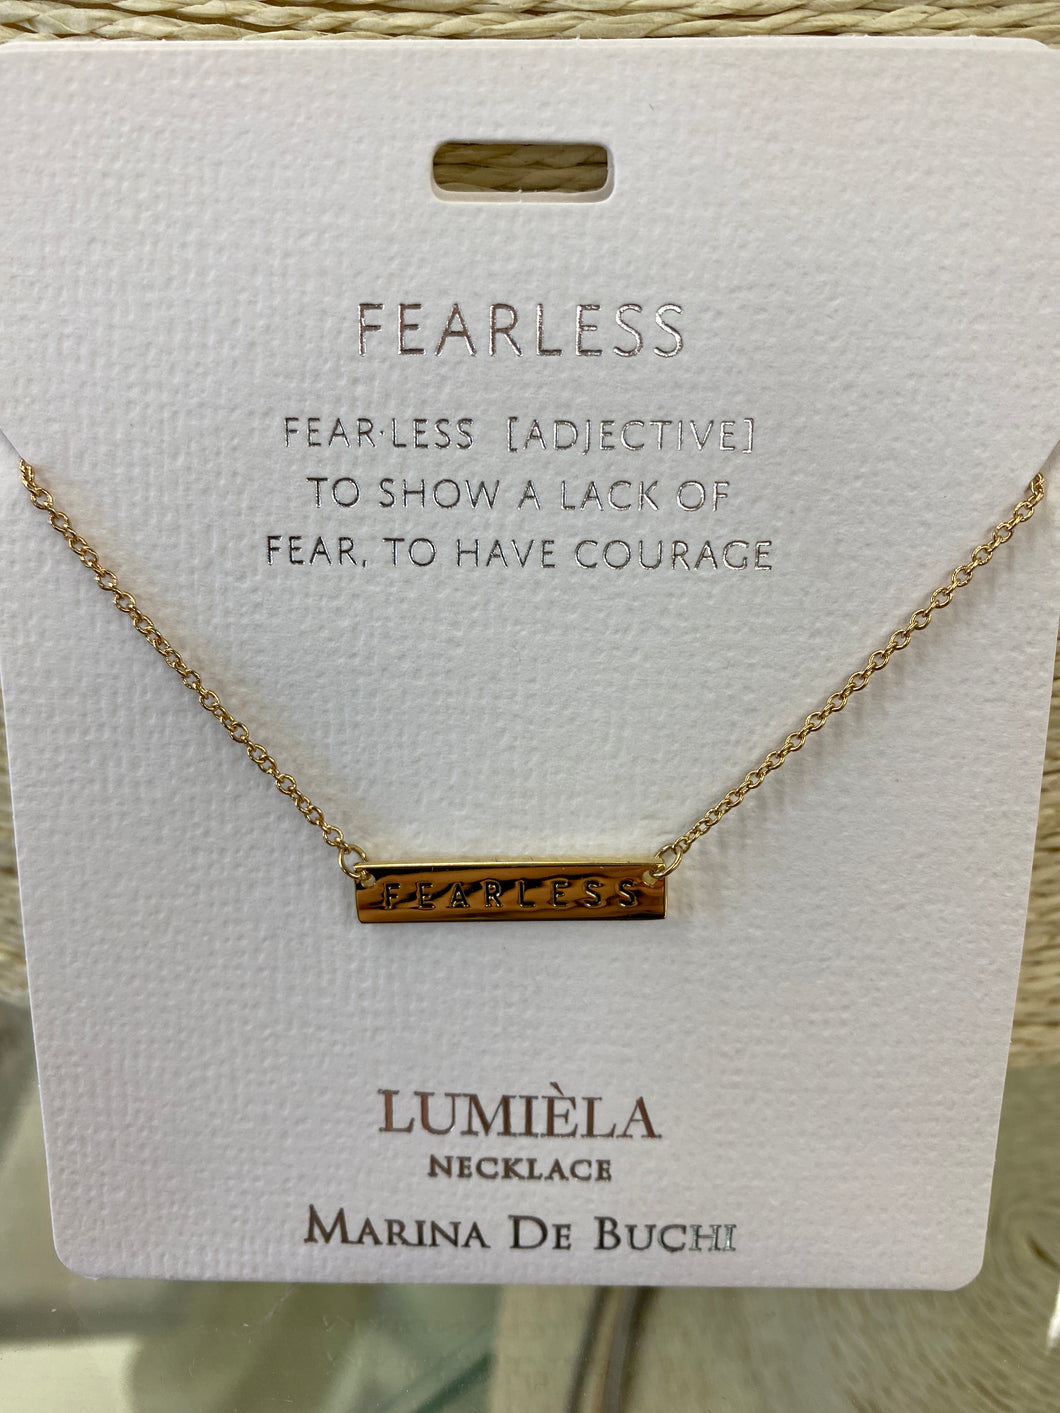 FEARLESS
FEAR·LESS [ADJECTIVE]
TO SHOW A LACK OF
FEAR, TO HAVE COURAGE
FEARLESS
LUMIÈLA
NECKLACE
MARINA DE BUCHI